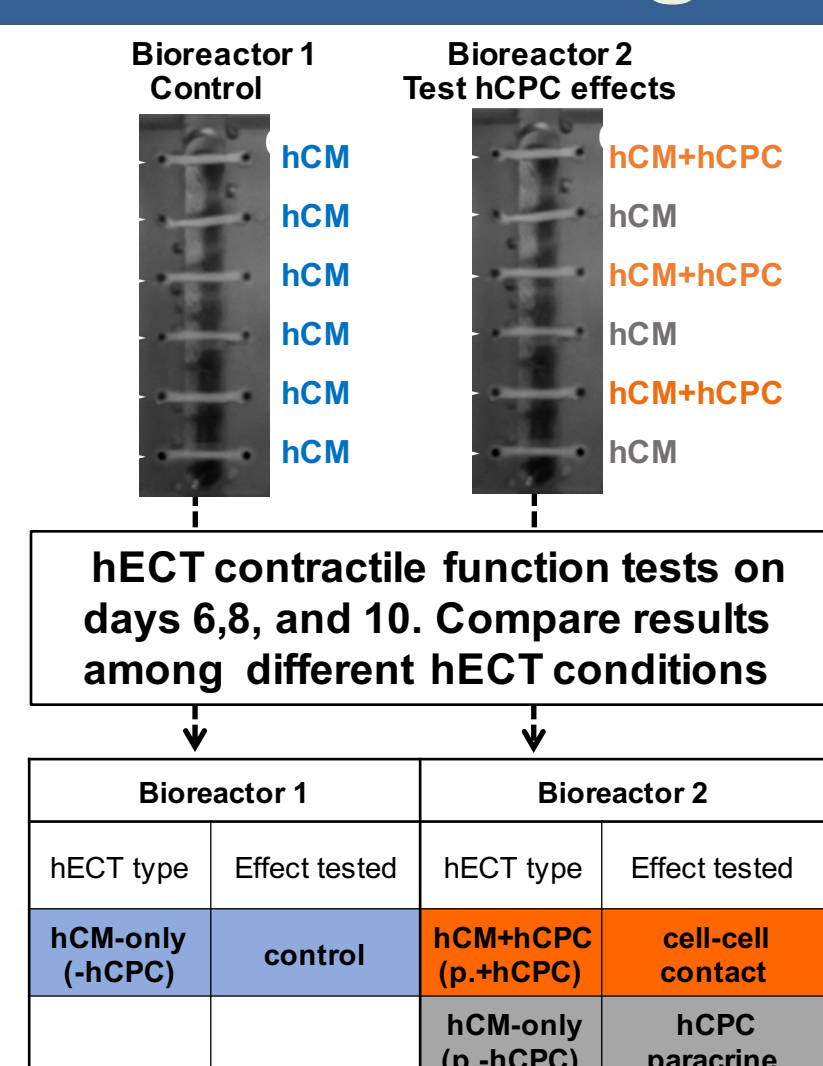 Bioreactor 1
Control
Bioreactor 2
Test hCPC effects
hCM
hCM
hCM
hCM
hCM
hCM
hCM+hCPC
hCM
hCM+hCPC
hCM
hCM+hCPC
hCM
hECT contractile function tests on
days 6,8, and 10. Compare results
among different hECT conditions
Bioreactor 1
Bioreactor 2
hECT type
Effect tested
hECT type
Effect tested
hCM-only
(-hCPC)
control
hCM+hCPC
(p.+hCPC)
cell-cell
contact
hCM-only
(p.-hCPC)
hCPC
paracrine